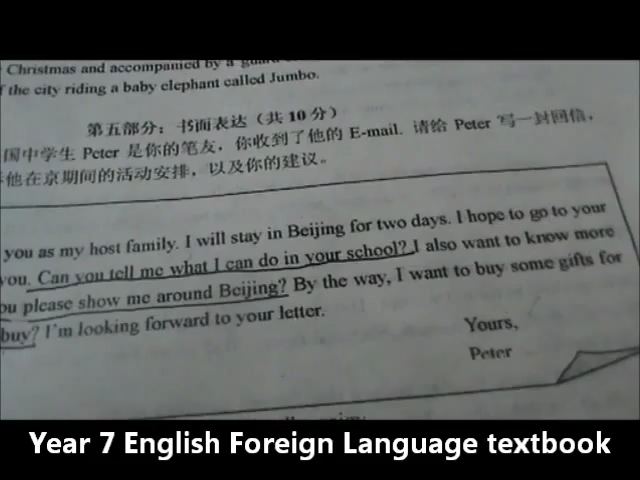 Christmas and accompanied by a
f the city riding a baby elephant called Jumbo.
第五部分：书面表达（共 10 分）
国中学生 Peter 是你的笔友，你收到了他的 E-mail. 请给 Peter 写一封回信，
他在京期间的活动安排，以及你的建议。
you as my host family. I will stay in Beijing for two days. I hope to go to your
you. Can you tell me what I can do in your school? I also want to know more
ou please show me around Beijing? By the way, I want to buy some gifts for
buy? I'm looking forward to your letter.
Yours,
Peter
Year 7 English Foreign Language textbook